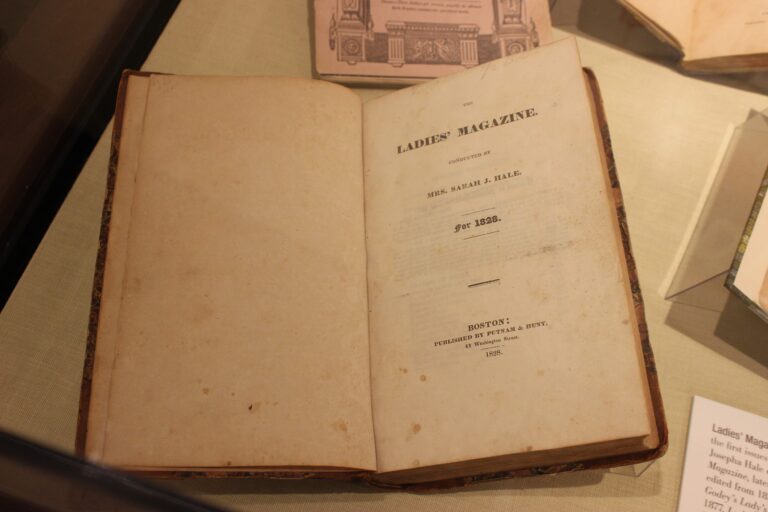 THE
LADIES' MAGAZINE.
CONDUCTED BY
MRS. SARAH J. HALE.
For 1828.
BOSTON:
PUBLISHED BY PUTNAM & HUNT,
41 Washington Street.
1828.
Ladies' Maga
the first issues
Josepha Hale
Magazine, late
edited from 18
Godey's Lady's
1877.